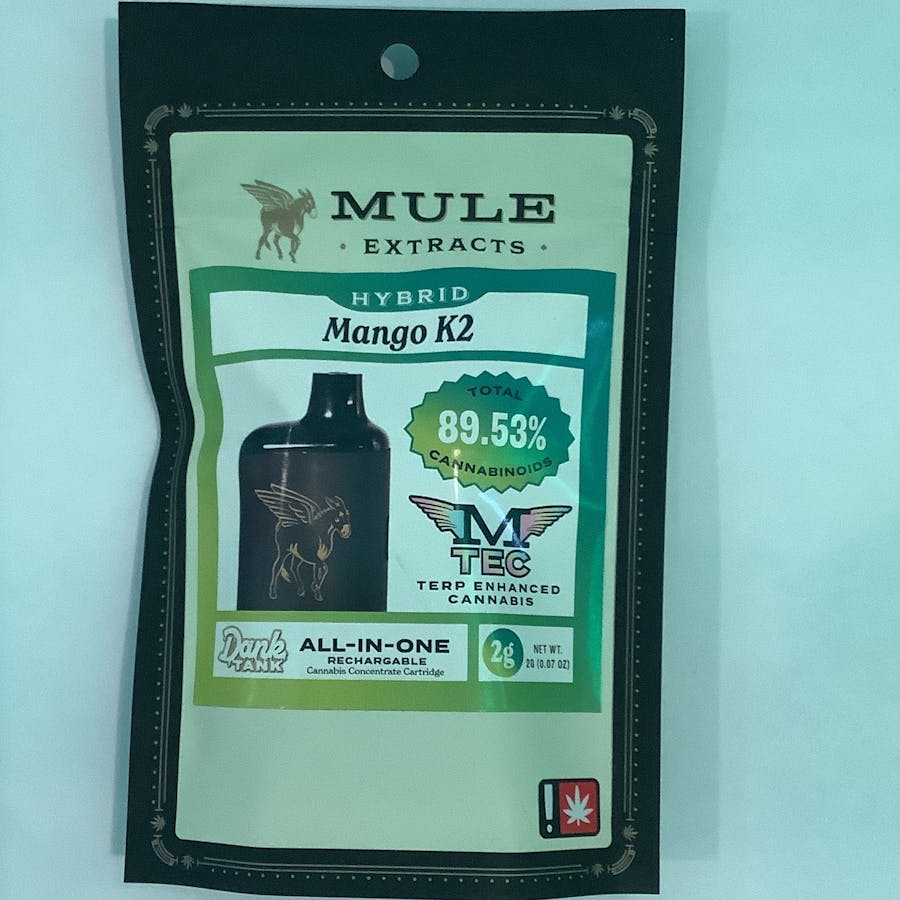 MULE
· EXTRACTS ·
HYBRID
Mango K2
TOTAL
89.53%
CANNABINOIDS
M
TEC
TERP ENHANCED
CANNABIS
Dank
TANK
ALL-IN-ONE
RECHARGABLE
Cannabis Concentrate Cartridge
2g
NET WT.
2G (0.07 OZ)
!